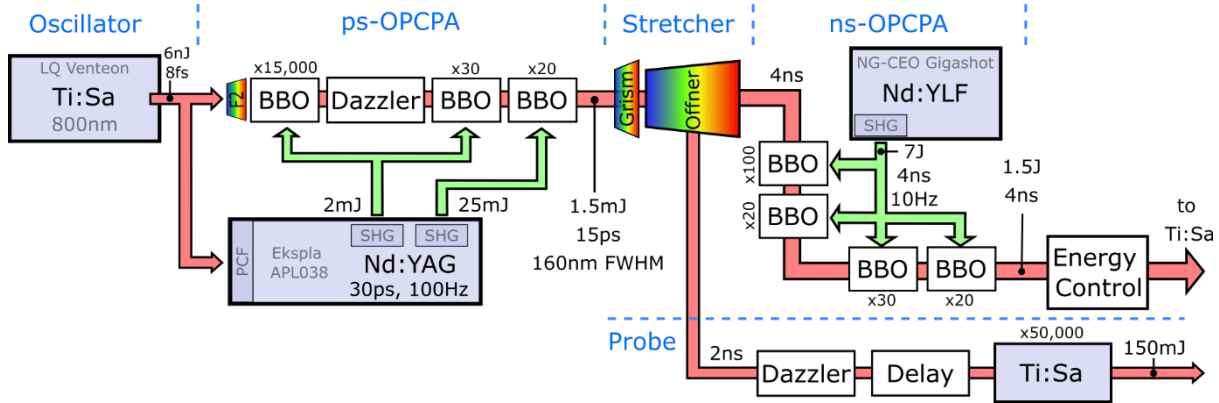 Oscillator
ps-OPCPA
Stretcher
ns-OPCPA
LQ Venteon
Ti:Sa
800nm
6nJ
8fs
F2
x15,000
BBO
Dazzler
x30
BBO
x20
BBO
2mJ
25mJ
PCF
Ekspla
APL038
SHG
SHG
Nd:YAG
30ps, 100Hz
1.5mJ
15ps
160nm FWHM
Grism
Offner
4ns
NG-CEO Gigashot
Nd:YLF
SHG
7J
4ns
10Hz
x100
BBO
x20
BBO
BBO
x30
BBO
x20
1.5J
4ns
Energy
Control
to
Ti:Sa
Probe
2ns
Dazzler
Delay
x50,000
Ti:Sa
150mJ